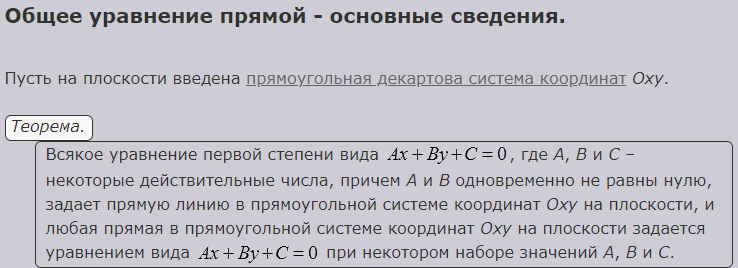 Общее уравнение прямой - основные сведения.
Пусть на плоскости введена прямоугольная декартова система координат Oxy.
Теорема.
Всякое уравнение первой степени вида Ax + By + C = 0, где A, B и C –
некоторые действительные числа, причем A и B одновременно не равны нулю,
задает прямую линию в прямоугольной системе координат Oxy на плоскости, и
любая прямая в прямоугольной системе координат Oxy на плоскости задается
уравнением вида Ax + By + C = 0 при некотором наборе значений A, B и C.